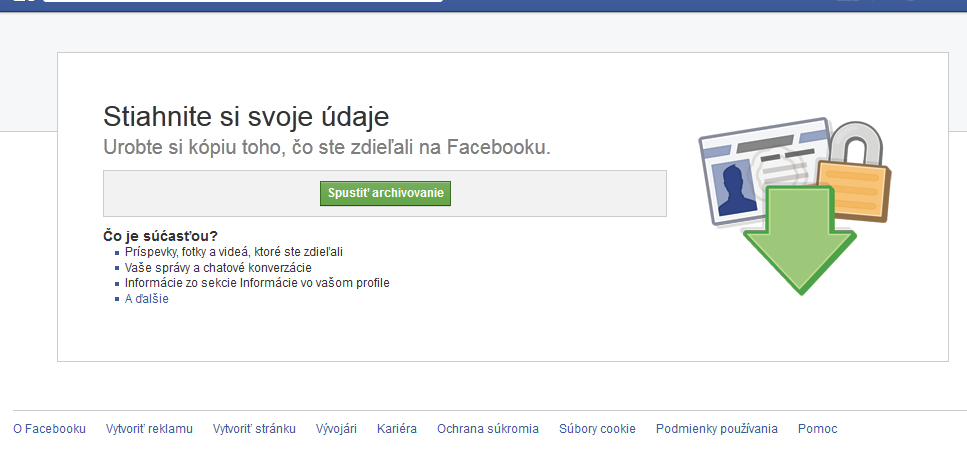 Stiahnite si svoje údaje
Urobte si kópiu toho, čo ste zdieľali na Facebooku.
Spustiť archivovanie
Čo je súčasťou?
Príspevky, fotky a videá, ktoré ste zdieľali
Vaše správy a chatové konverzácie
Informácie zo sekcie Informácie vo vašom profile
A ďalšie
O Facebooku Vytvoriť reklamu Vytvoriť stránku Vývojári Kariéra Ochrana súkromia Súbory cookie Podmienky používania Pomoc